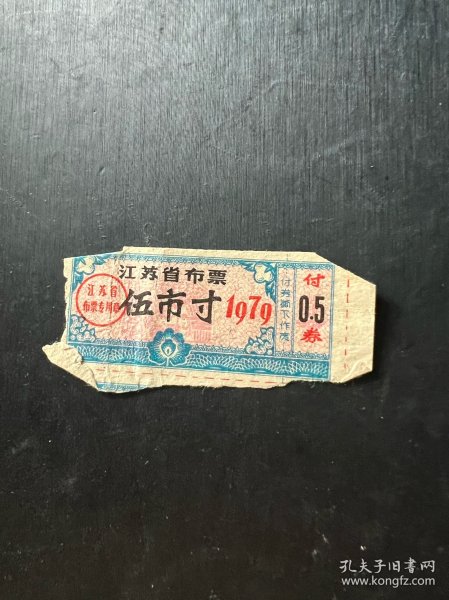 江苏省布票
江苏省
布票专用章
伍市寸
1979
付券撕下作废
付
0.5
券
孔夫子旧书网
www.kongfz.com